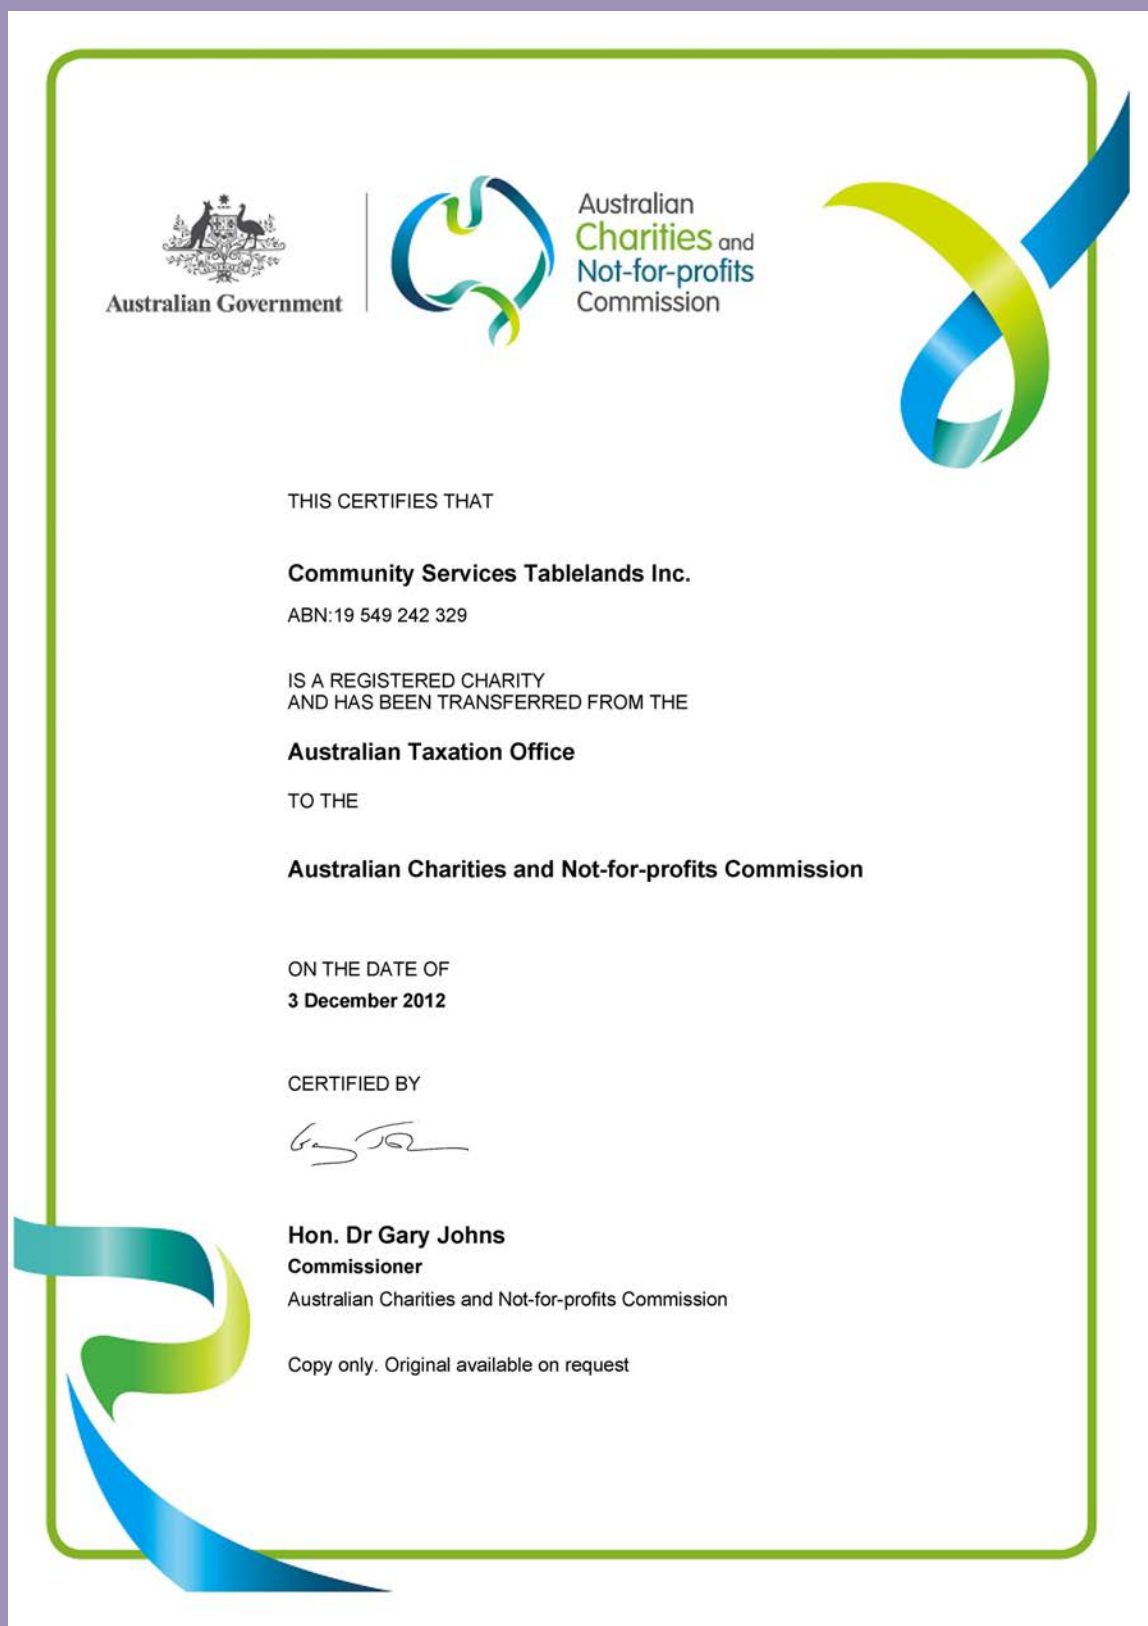 Australian Government
Australian
Charities and
Not-for-profits
Commission
THIS CERTIFIES THAT
Community Services Tablelands Inc.
ABN:19 549 242 329
IS A REGISTERED CHARITY
AND HAS BEEN TRANSFERRED FROM THE
Australian Taxation Office
TO THE
Australian Charities and Not-for-profits Commission
ON THE DATE OF
3 December 2012
CERTIFIED BY
Hon. Dr Gary Johns
Commissioner
Australian Charities and Not-for-profits Commission
Copy only. Original available on request